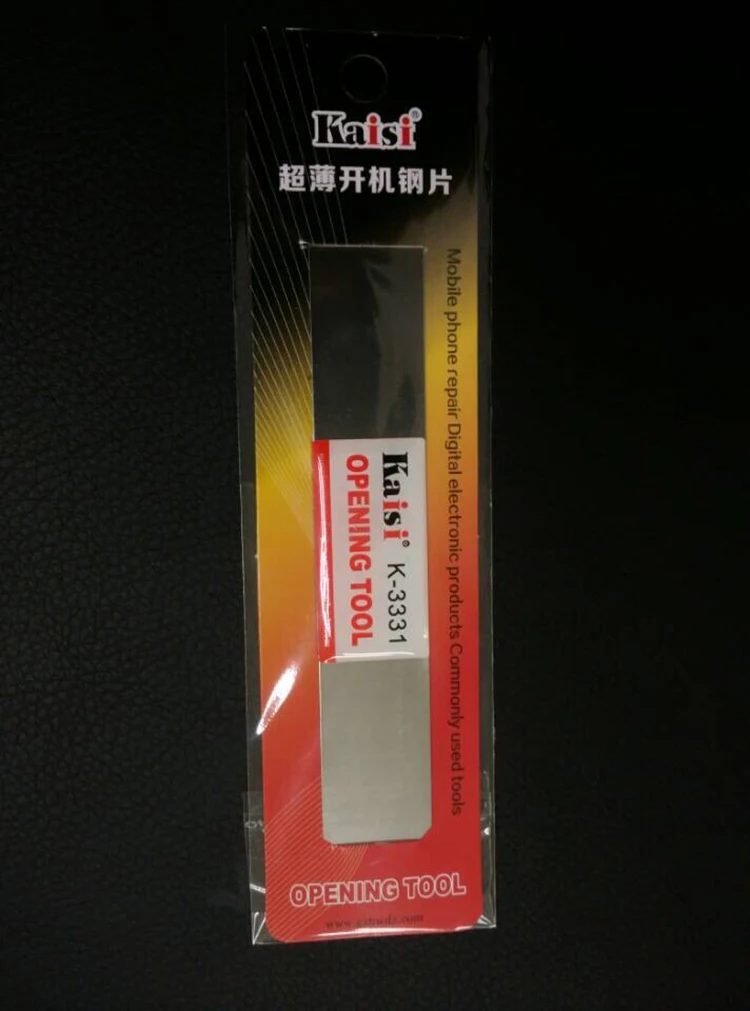 Kaisi®
超薄开机钢片
Mobile phone repair Digital electronic products Commonly used tools
Kaisi® K-3331
OPENING TOOL
OPENING TOOL